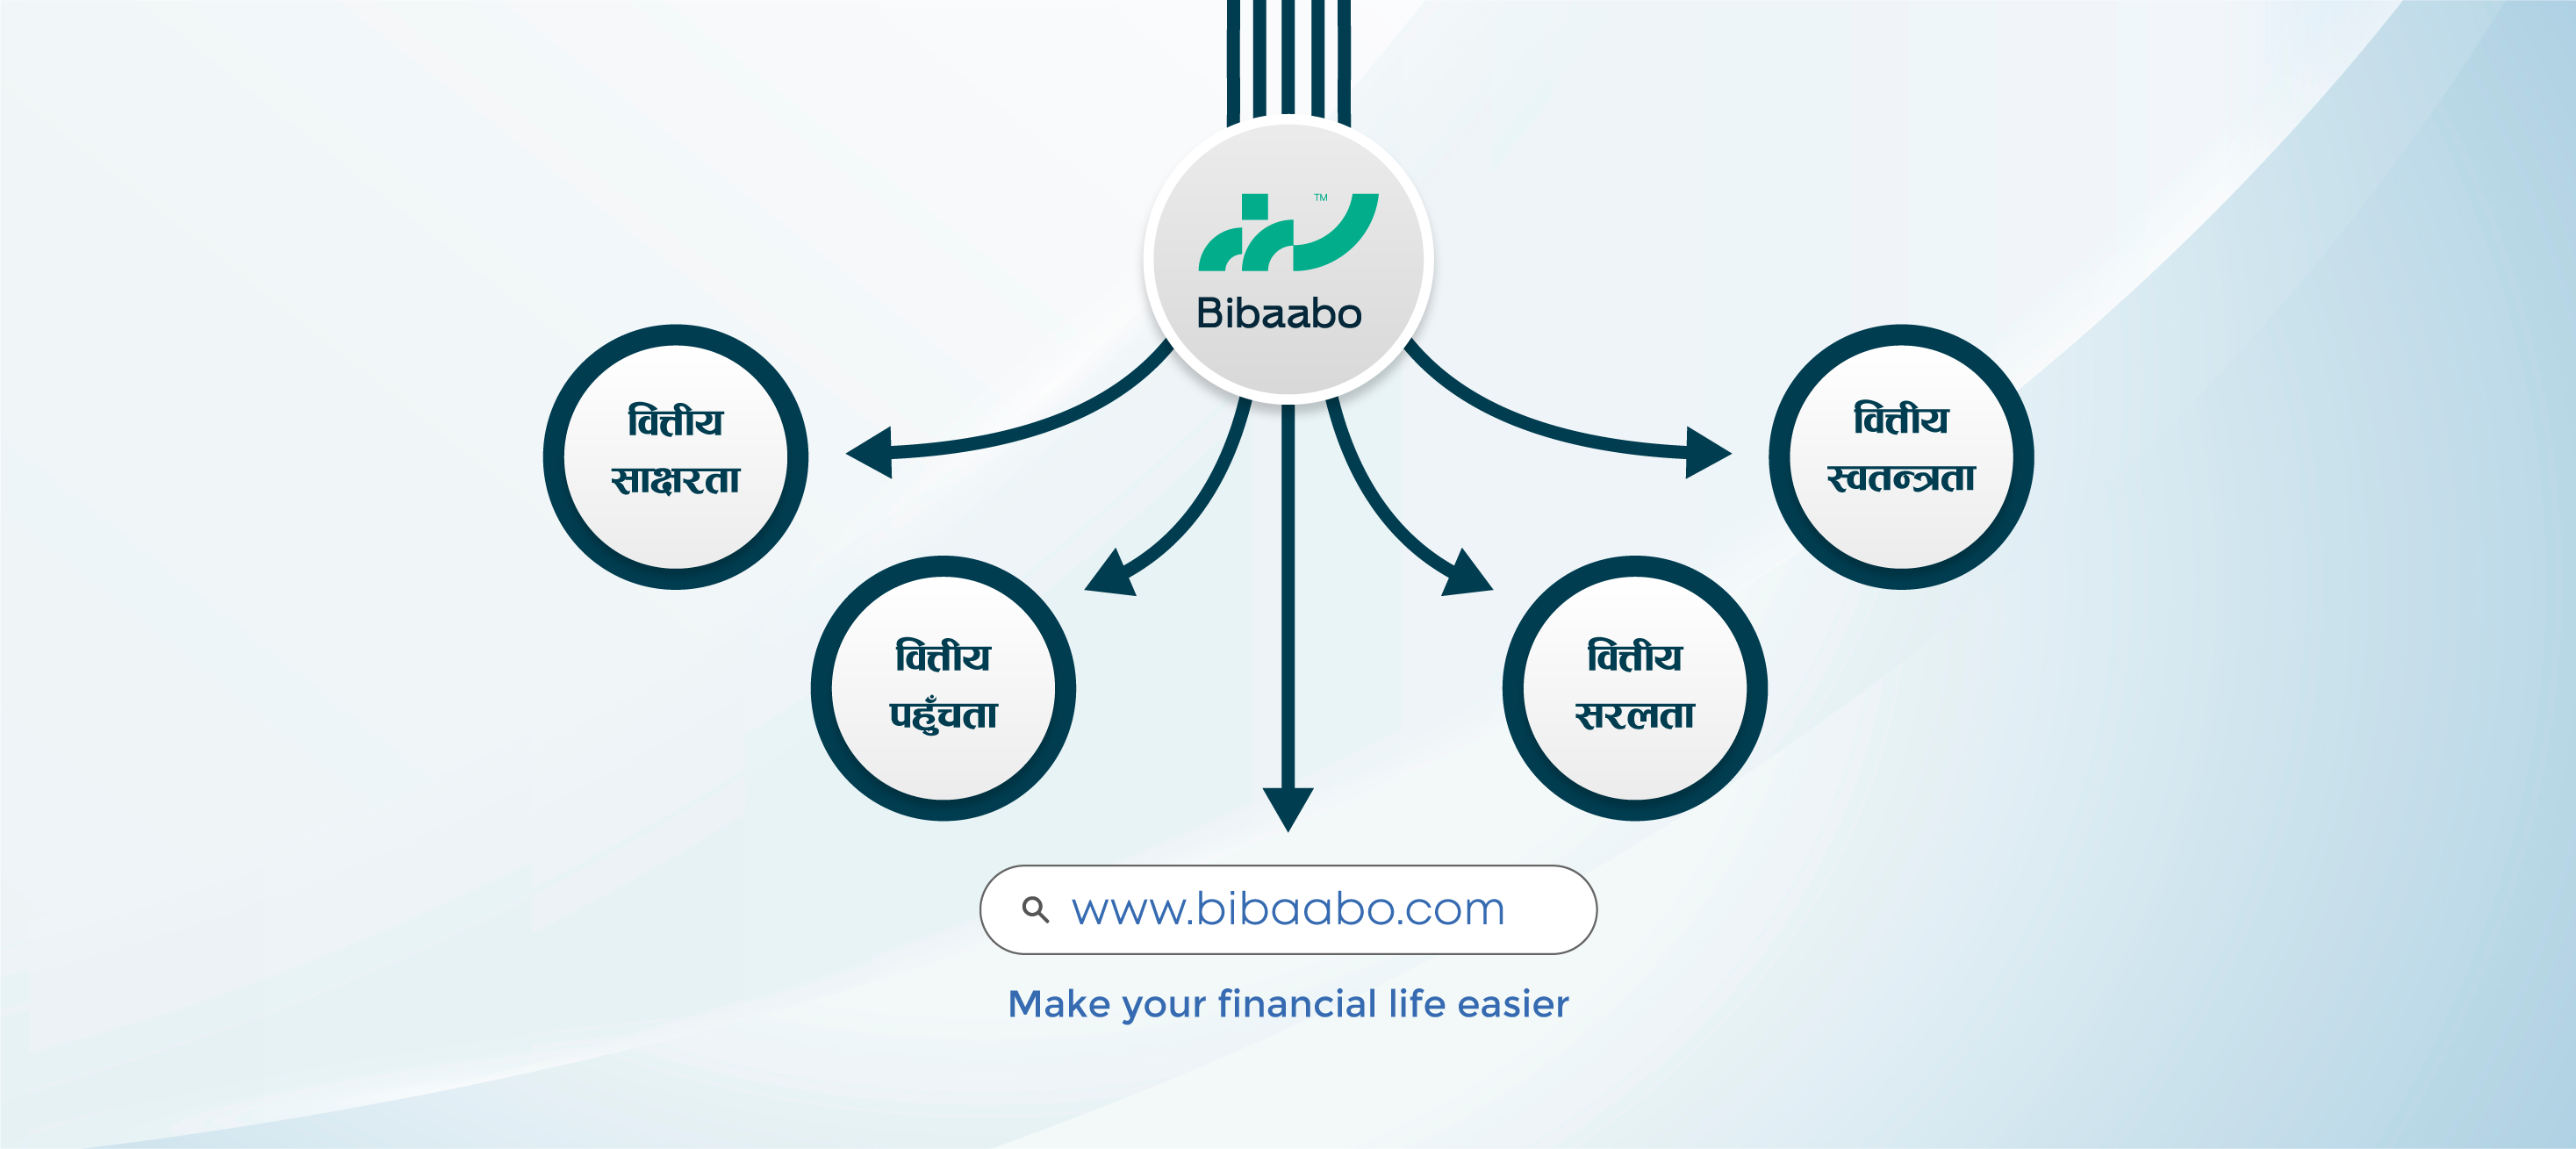 TM
Bibaabo
वित्तीय
साक्षरता
वित्तीय
पहुँचता
वित्तीय
सरलता
वित्तीय
स्वतन्त्रता
www.bibaabo.com
Make your financial life easier